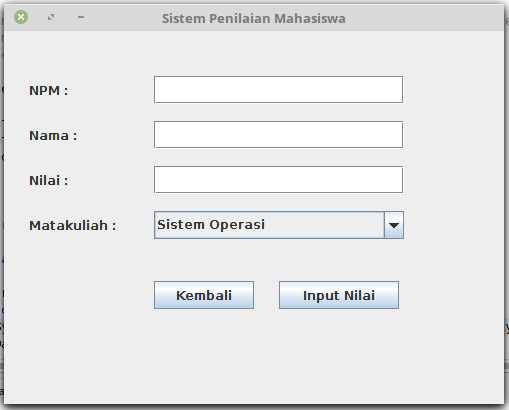 Sistem Penilaian Mahasiswa
NPM :
Nama :
Nilai :
Matakuliah :
Sistem Operasi
Kembali
Input Nilai